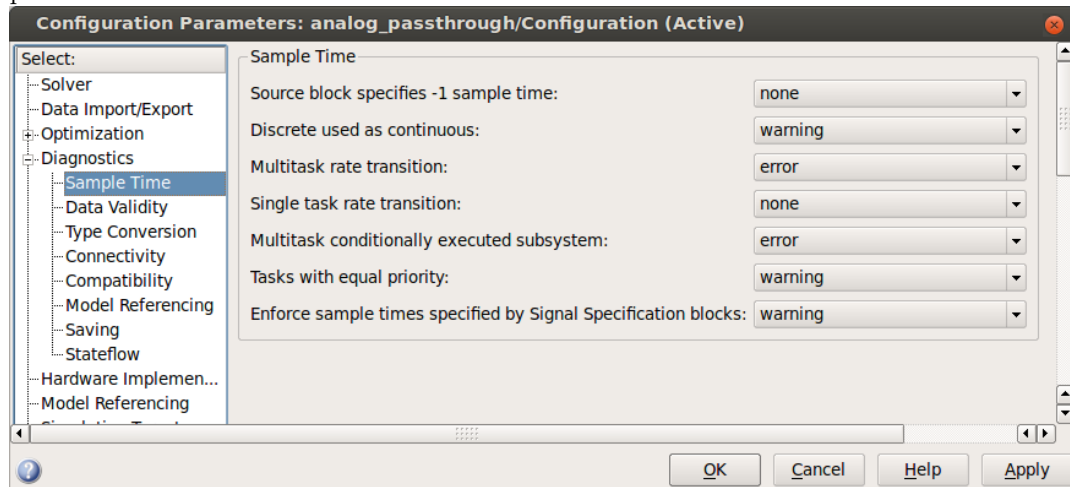 Configuration Parameters: analog_passthrough/Configuration (Active)
Select:
Solver
Data Import/Export
Optimization
Diagnostics
Sample Time
Data Validity
Type Conversion
Connectivity
Compatibility
Model Referencing
Saving
Stateflow
Hardware Implemen...
Model Referencing
Sample Time
Source block specifies -1 sample time: none
Discrete used as continuous: warning
Multitask rate transition: error
Single task rate transition: none
Multitask conditionally executed subsystem: error
Tasks with equal priority: warning
Enforce sample times specified by Signal Specification blocks: warning
OK Cancel Help Apply